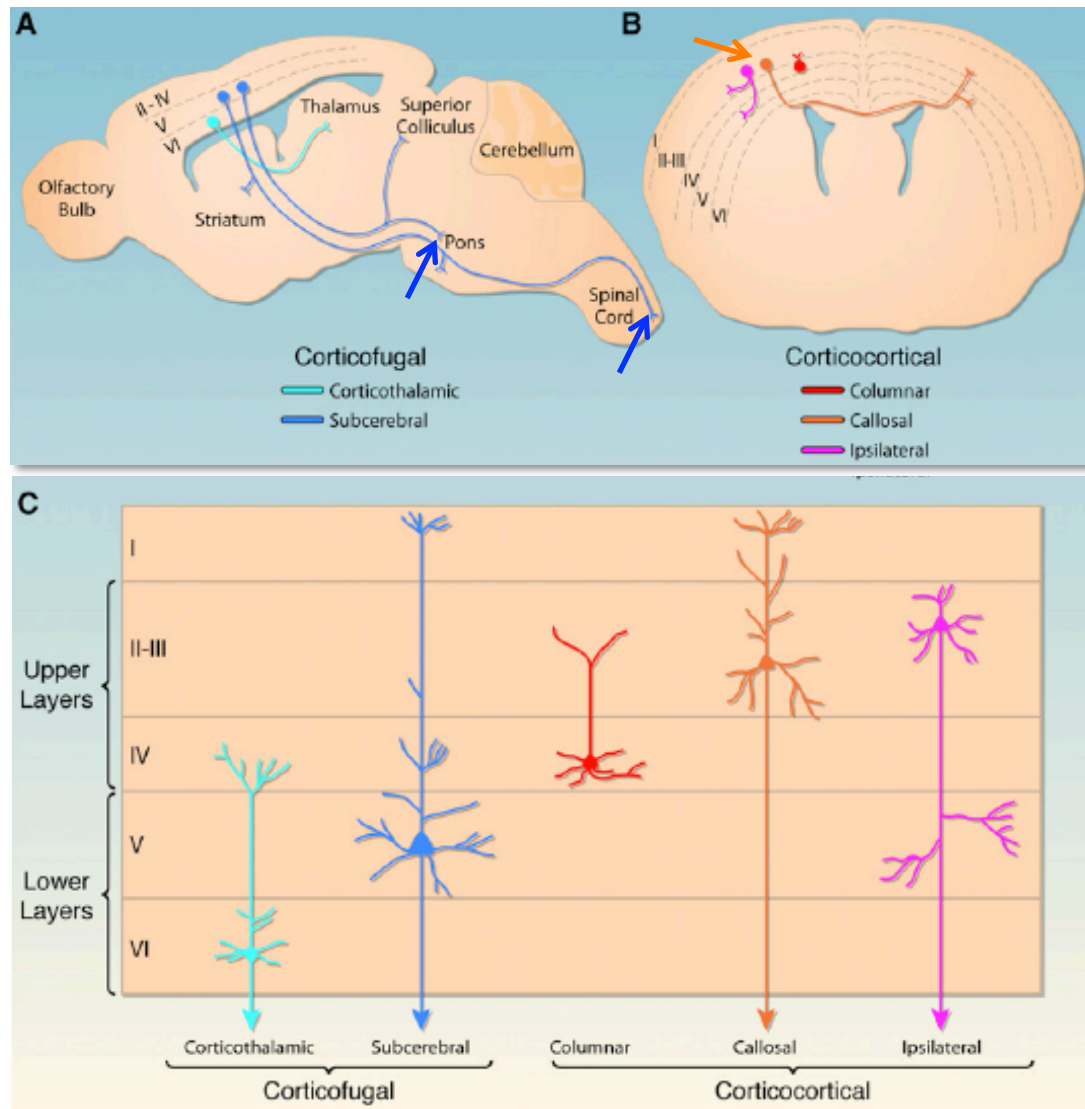 A
II - IV
V
VI
Thalamus
Superior
Colliculus
Cerebellum
Olfactory
Bulb
Striatum
Pons
Spinal
Cord
Corticofugal
Corticothalamic
Subcerebral
B
I
II-III
IV
V
VI
Corticocortical
Columnar
Callosal
Ipsilateral
C
I
II-III
IV
V
VI
Upper
Layers
Lower
Layers
Corticothalamic
Subcerebral
Columnar
Callosal
Ipsilateral
Corticofugal
Corticocortical